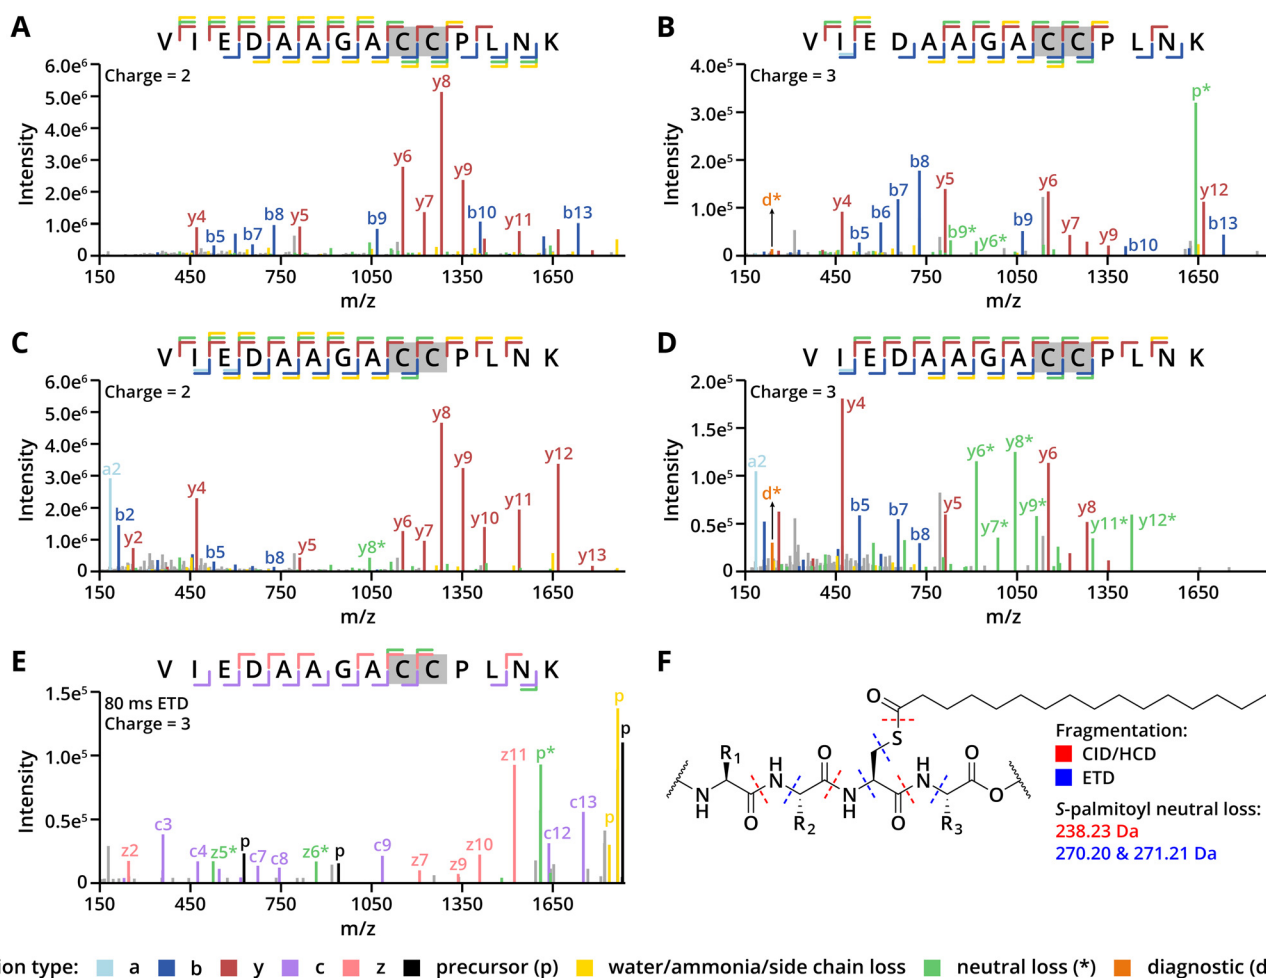 A
V I E D A A G A C C P L N K
Charge = 2
6.0e⁶
5.0e⁶
4.0e⁶
3.0e⁶
2.0e⁶
1.0e⁶
0
Intensity
y4
b5
b7
b8
y5
b9
y6
y7
y8
y9
b10
y11
b13
150 450 750 1050 1350 1650
m/z
B
V I E D A A G A C C P L N K
Charge = 3
4.0e⁵
2.0e⁵
1.0e⁵
0
Intensity
d*
y4
b5
b6
b7
b8
y5
b9*
y6*
b9
y6
y7
y9
b10
p*
y12
b13
150 450 750 1050 1350 1650
m/z
C
V I E D A A G A C C P L N K
Charge = 2
6.0e⁶
5.0e⁶
4.0e⁶
3.0e⁶
2.0e⁶
1.0e⁶
0
Intensity
a2
b2
y2
y4
b5
b8
y5
y8*
y6
y7
y8
y9
y10
y11
y12
y13
150 450 750 1050 1350 1650
m/z
D
V I E D A A G A C C P L N K
Charge = 3
2.0e⁵
1.5e⁵
1.0e⁵
0.5e⁵
0
Intensity
a2
d*
y4
b5
b7
b8
y5
y6*
y7*
y8*
y9*
y6
y8
y11*
y12*
150 450 750 1050 1350 1650
m/z
E
V I E D A A G A C C P L N K
80 ms ETD
Charge = 3
1.5e⁵
1.0e⁵
0.5e⁵
0
Intensity
z2
c3
c4
z5*
p
c7
c8
z6*
p
c9
z7
z9
z10
z11
p*
c12
c13
p
p
p
150 450 750 1050 1350 1650
m/z
F
O
S
R₁
H
N
O
O
H
N
N
H
O
R₂
N
H
O
R₃
O
Fragmentation:
CID/HCD
ETD
S-palmitoyl neutral loss:
238.23 Da
270.20 & 271.21 Da
ion type: a b y c z precursor (p) water/ammonia/side chain loss neutral loss (*) diagnostic (d